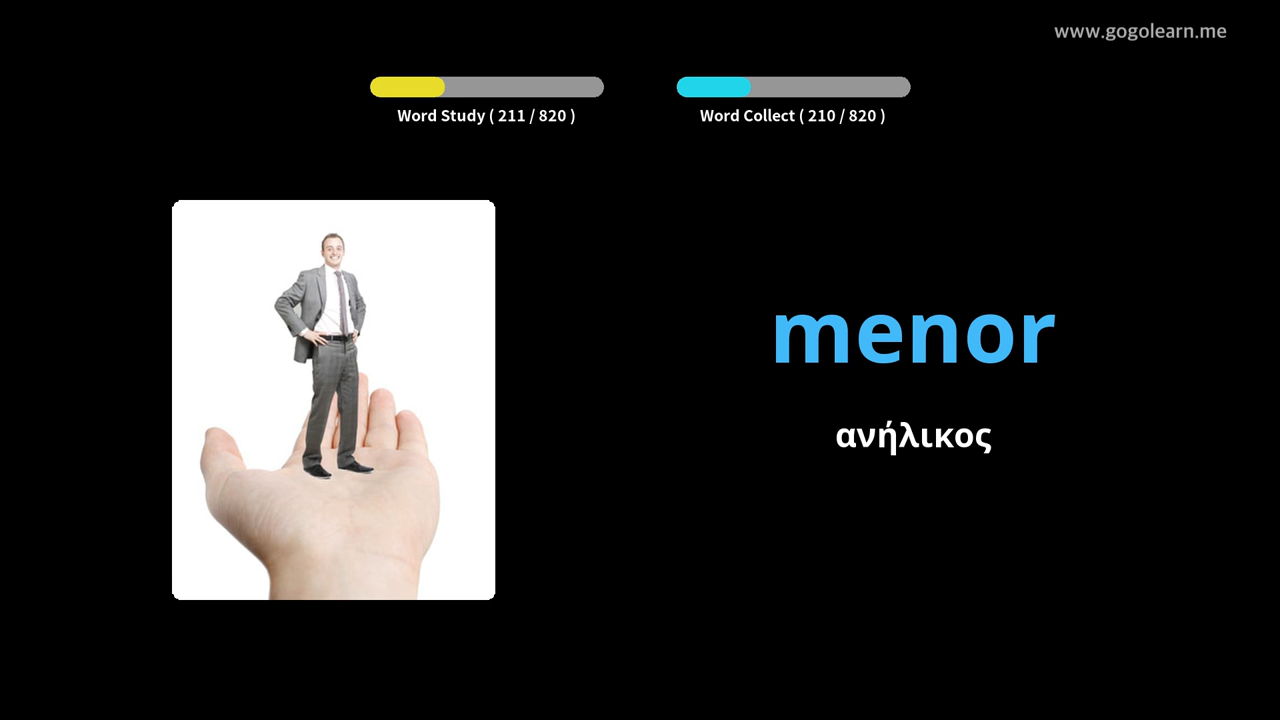 www.gogolearn.me
Word Study ( 211 / 820 )
Word Collect ( 210 / 820 )
menor
ανήλικος